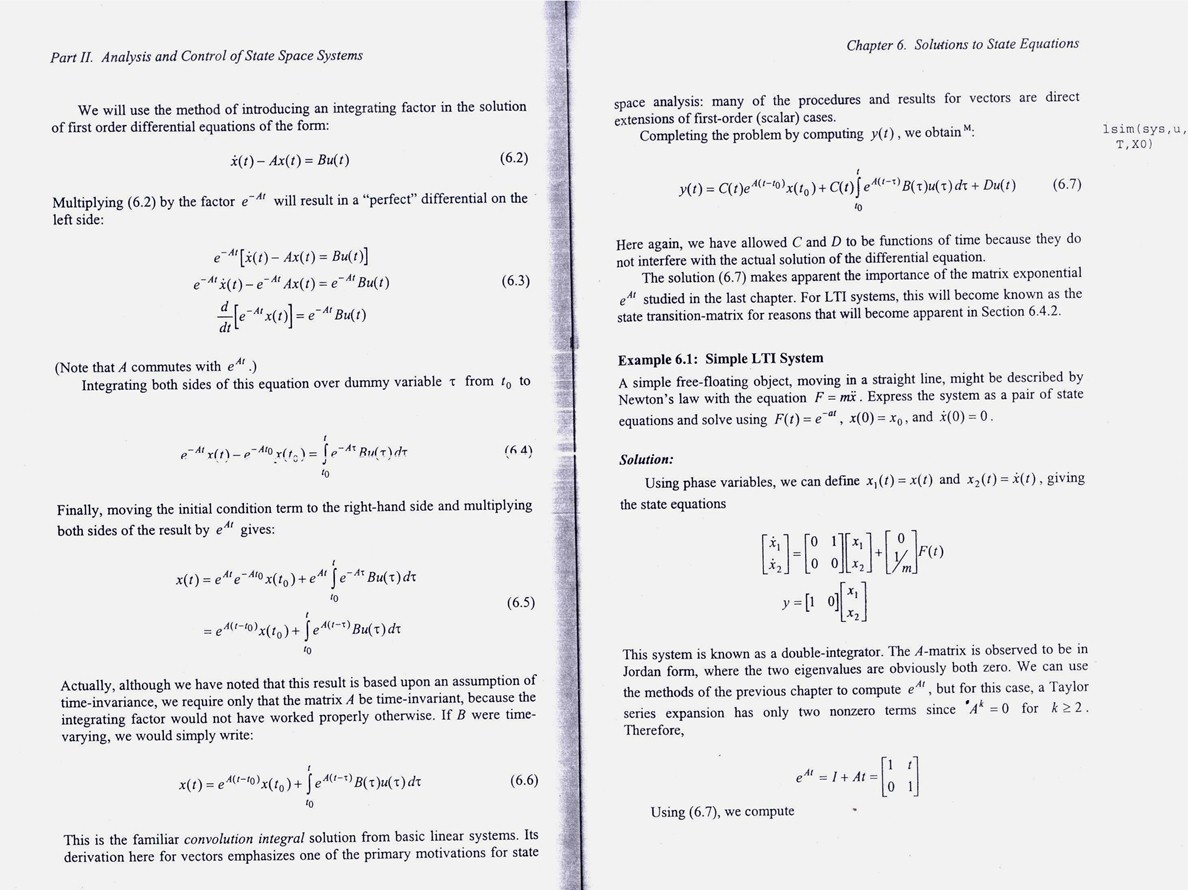 Part II. Analysis and Control of State Space Systems
We will use the method of introducing an integrating factor in the solution
of first order differential equations of the form:
ẋ(t) − Ax(t) = Bu(t) (6.2)
Multiplying (6.2) by the factor e^{−At} will result in a “perfect” differential on the
left side:
e^{−At}[ẋ(t) − Ax(t) = Bu(t)]
e^{−At}ẋ(t) − e^{−At}Ax(t) = e^{−At}Bu(t) (6.3)
d/dt[e^{−At}x(t)] = e^{−At}Bu(t)
(Note that A commutes with e^{At}.)
Integrating both sides of this equation over dummy variable τ from t₀ to
e^{−At}x(t) − e^{−At₀}x(t₀) = ∫_{t₀}^{t} e^{−Aτ}Bu(τ)dτ (6.4)
Finally, moving the initial condition term to the right-hand side and multiplying
both sides of the result by e^{At} gives:
x(t) = e^{At}e^{−At₀}x(t₀) + e^{At} ∫_{t₀}^{t} e^{−Aτ}Bu(τ)dτ
(6.5)
= e^{A(t−t₀)}x(t₀) + ∫_{t₀}^{t} e^{A(t−τ)}Bu(τ)dτ
Actually, although we have noted that this result is based upon an assumption of
time-invariance, we require only that the matrix A be time-invariant, because the
integrating factor would not have worked properly otherwise. If B were time-
varying, we would simply write:
x(t) = e^{A(t−t₀)}x(t₀) + ∫_{t₀}^{t} e^{A(t−τ)}B(τ)u(τ)dτ (6.6)
This is the familiar convolution integral solution from basic linear systems. Its
derivation here for vectors emphasizes one of the primary motivations for state
Chapter 6. Solutions to State Equations
space analysis: many of the procedures and results for vectors are direct
extensions of first-order (scalar) cases.
Completing the problem by computing y(t), we obtain^M:
lsim(sys,u,
T,X0)
y(t) = C(t)e^{A(t−t₀)}x(t₀) + C(t) ∫_{t₀}^{t} e^{A(t−τ)}B(τ)u(τ)dτ + Du(t) (6.7)
Here again, we have allowed C and D to be functions of time because they do
not interfere with the actual solution of the differential equation.
The solution (6.7) makes apparent the importance of the matrix exponential
e^{At} studied in the last chapter. For LTI systems, this will become known as the
state transition-matrix for reasons that will become apparent in Section 6.4.2.
Example 6.1: Simple LTI System
A simple free-floating object, moving in a straight line, might be described by
Newton’s law with the equation F = mẍ. Express the system as a pair of state
equations and solve using F(t) = e^{−at}, x(0) = x₀, and ẋ(0) = 0.
Solution:
Using phase variables, we can define x₁(t) = x(t) and x₂(t) = ẋ(t), giving
the state equations
[ẋ₁; ẋ₂] = [0 1; 0 0][x₁; x₂] + [0; 1/m]F(t)
y = [1 0][x₁; x₂]
This system is known as a double-integrator. The A-matrix is observed to be in
Jordan form, where the two eigenvalues are obviously both zero. We can use
the methods of the previous chapter to compute e^{At}, but for this case, a Taylor
series expansion has only two nonzero terms since A^k = 0 for k ≥ 2.
Therefore,
e^{At} = I + At = [1 t; 0 1]
Using (6.7), we compute